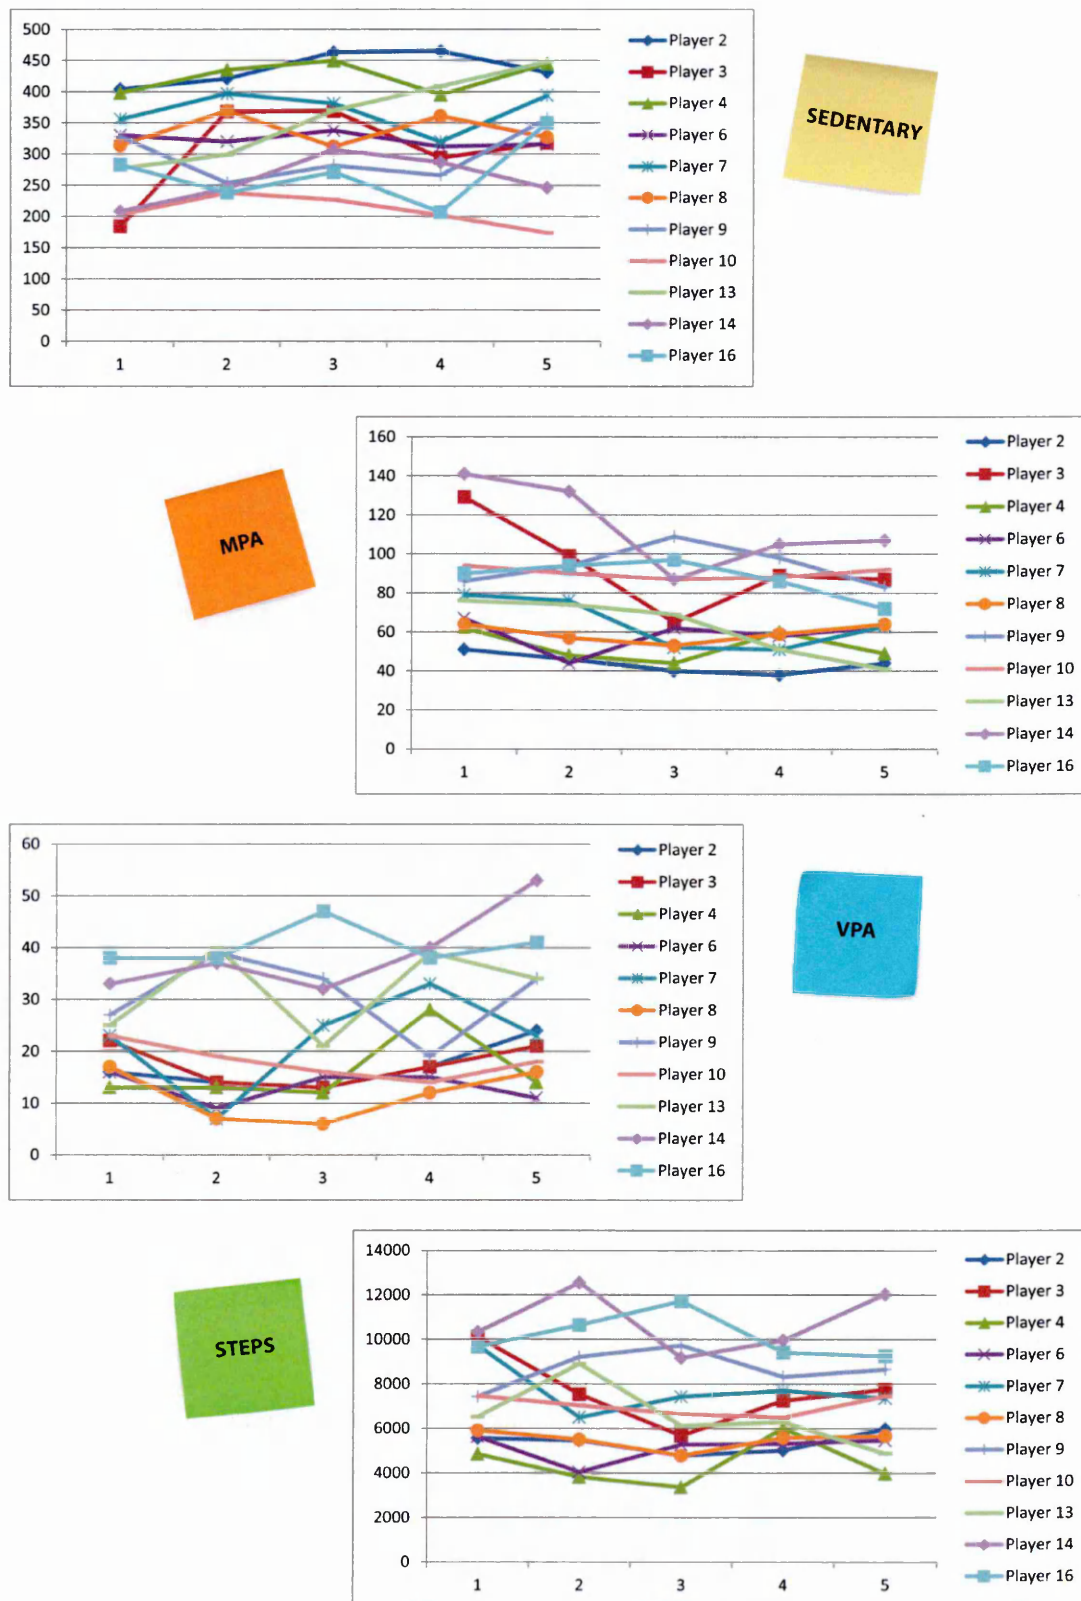 500
450
400
350
300
250
200
150
100
50
0
1 2 3 4 5
Player 2
Player 3
Player 4
Player 6
Player 7
Player 8
Player 9
Player 10
Player 13
Player 14
Player 16
SEDENTARY
MPA
160
140
120
100
80
60
40
20
0
1 2 3 4 5
Player 2
Player 3
Player 4
Player 6
Player 7
Player 8
Player 9
Player 10
Player 13
Player 14
Player 16
60
50
40
30
20
10
0
1 2 3 4 5
Player 2
Player 3
Player 4
Player 6
Player 7
Player 8
Player 9
Player 10
Player 13
Player 14
Player 16
VPA
STEPS
14000
12000
10000
8000
6000
4000
2000
0
1 2 3 4 5
Player 2
Player 3
Player 4
Player 6
Player 7
Player 8
Player 9
Player 10
Player 13
Player 14
Player 16